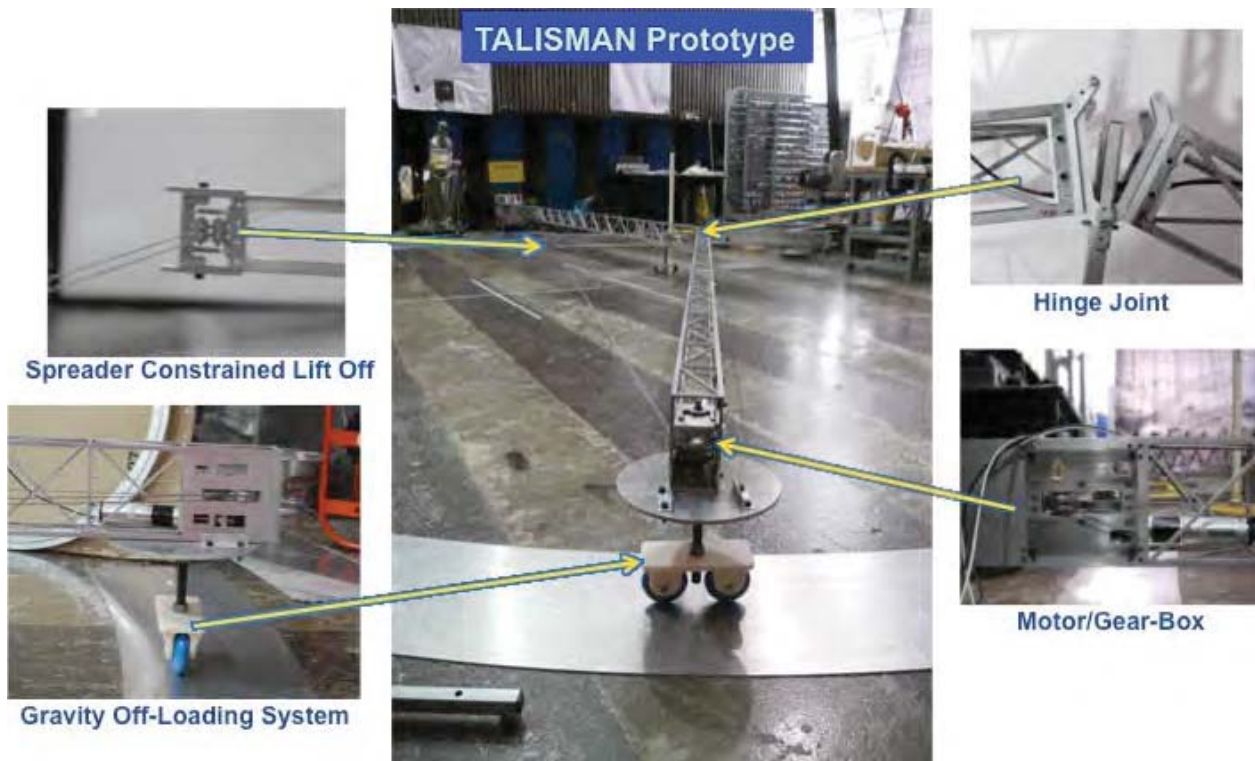 TALISMAN Prototype
Spreader Constrained Lift Off
Hinge Joint
Gravity Off-Loading System
Motor/Gear-Box